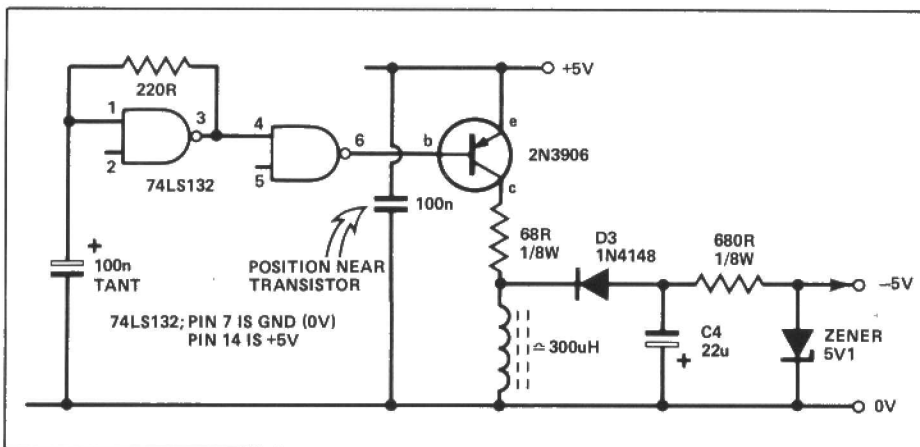 220R
+5V
1
3
4
e
2
6
b
2N3906
5
c
74LS132
100n
68R
1/8W
D3
1N4148
680R
1/8W
+
100n
TANT
POSITION NEAR
TRANSISTOR
–5V
74LS132; PIN 7 IS GND (0V)
PIN 14 IS +5V
≏ 300uH
C4
22u
+
ZENER
5V1
0V